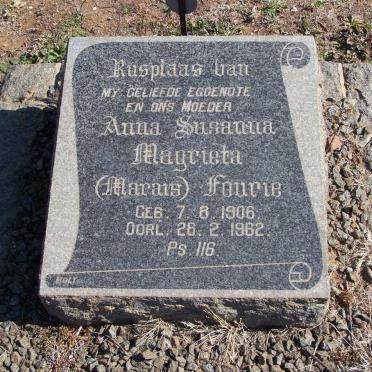 Rusplaas van
MY GELIEFDE EGGENOTE
EN ONS MOEDER
Anna Susanna
Magrieta
(Marais) Fourie
GEB. 7. 8. 1906
OORL. 26. 2. 1962
Ps. 116